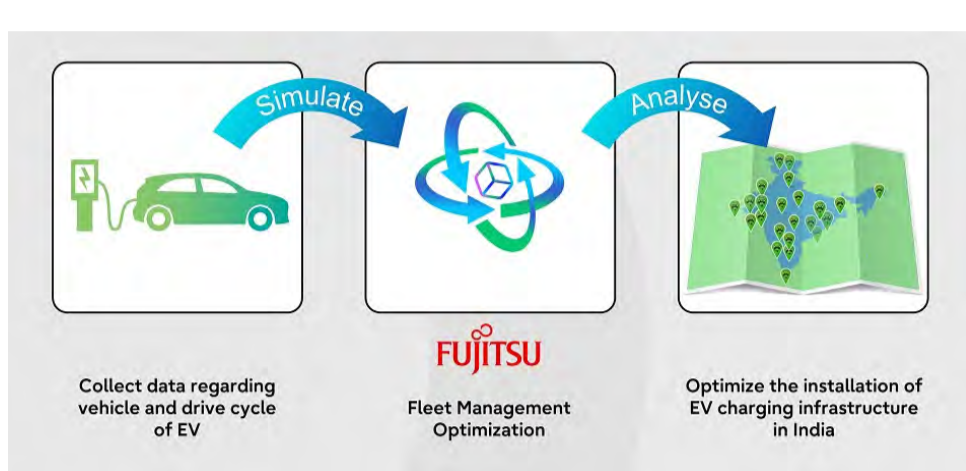 Simulate
Analyse
FUJITSU
Collect data regarding
vehicle and drive cycle
of EV
Fleet Management
Optimization
Optimize the installation of
EV charging infrastructure
in India